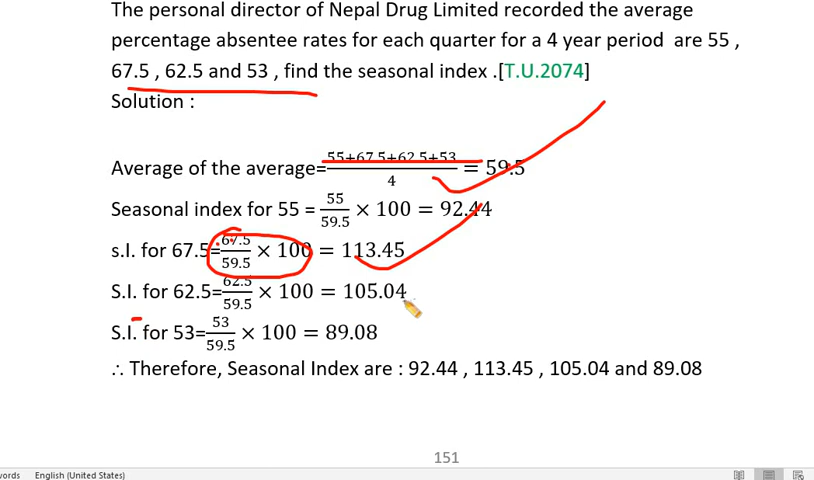 The personal director of Nepal Drug Limited recorded the average
percentage absentee rates for each quarter for a 4 year period are 55 ,
67.5 , 62.5 and 53 , find the seasonal index .[T.U.2074]
Solution :
Average of the average=(55+67.5+62.5+53)/4 = 59.5
Seasonal index for 55 = 55/59.5 × 100 = 92.44
s.I. for 67.5=67.5/59.5 × 100 = 113.45
S.I. for 62.5=62.5/59.5 × 100 = 105.04
S.I. for 53=53/59.5 × 100 = 89.08
∴ Therefore, Seasonal Index are : 92.44 , 113.45 , 105.04 and 89.08
151
words English (United States)